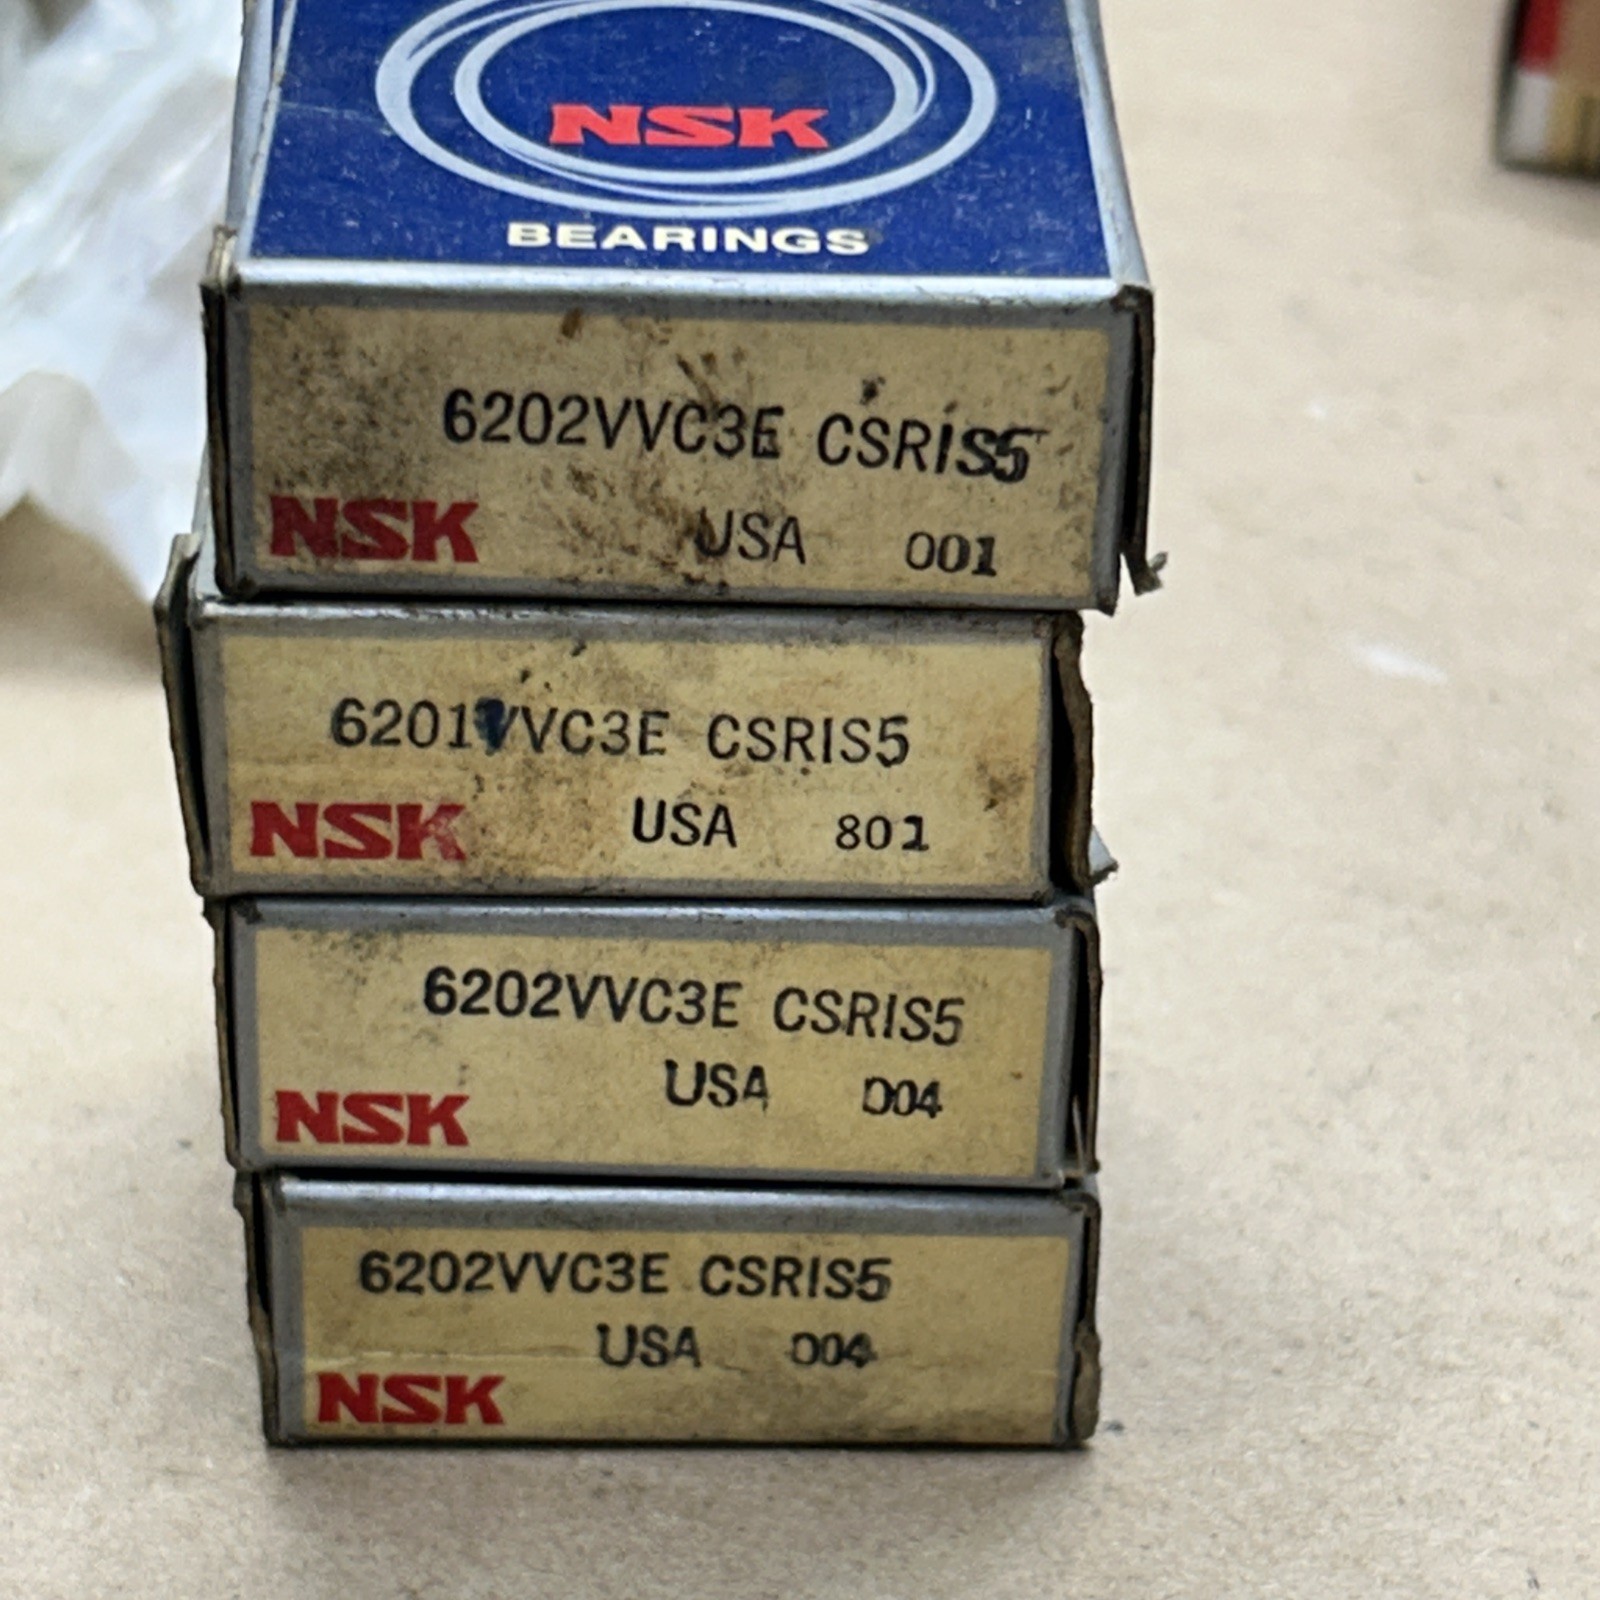 NSK
BEARINGS
6202VVC3E CSRIS5
NSK USA 001
6201VVC3E CSRIS5
NSK USA 801
6202VVC3E CSRIS5
USA 004
NSK
6202VVC3E CSRIS5
USA 004
NSK